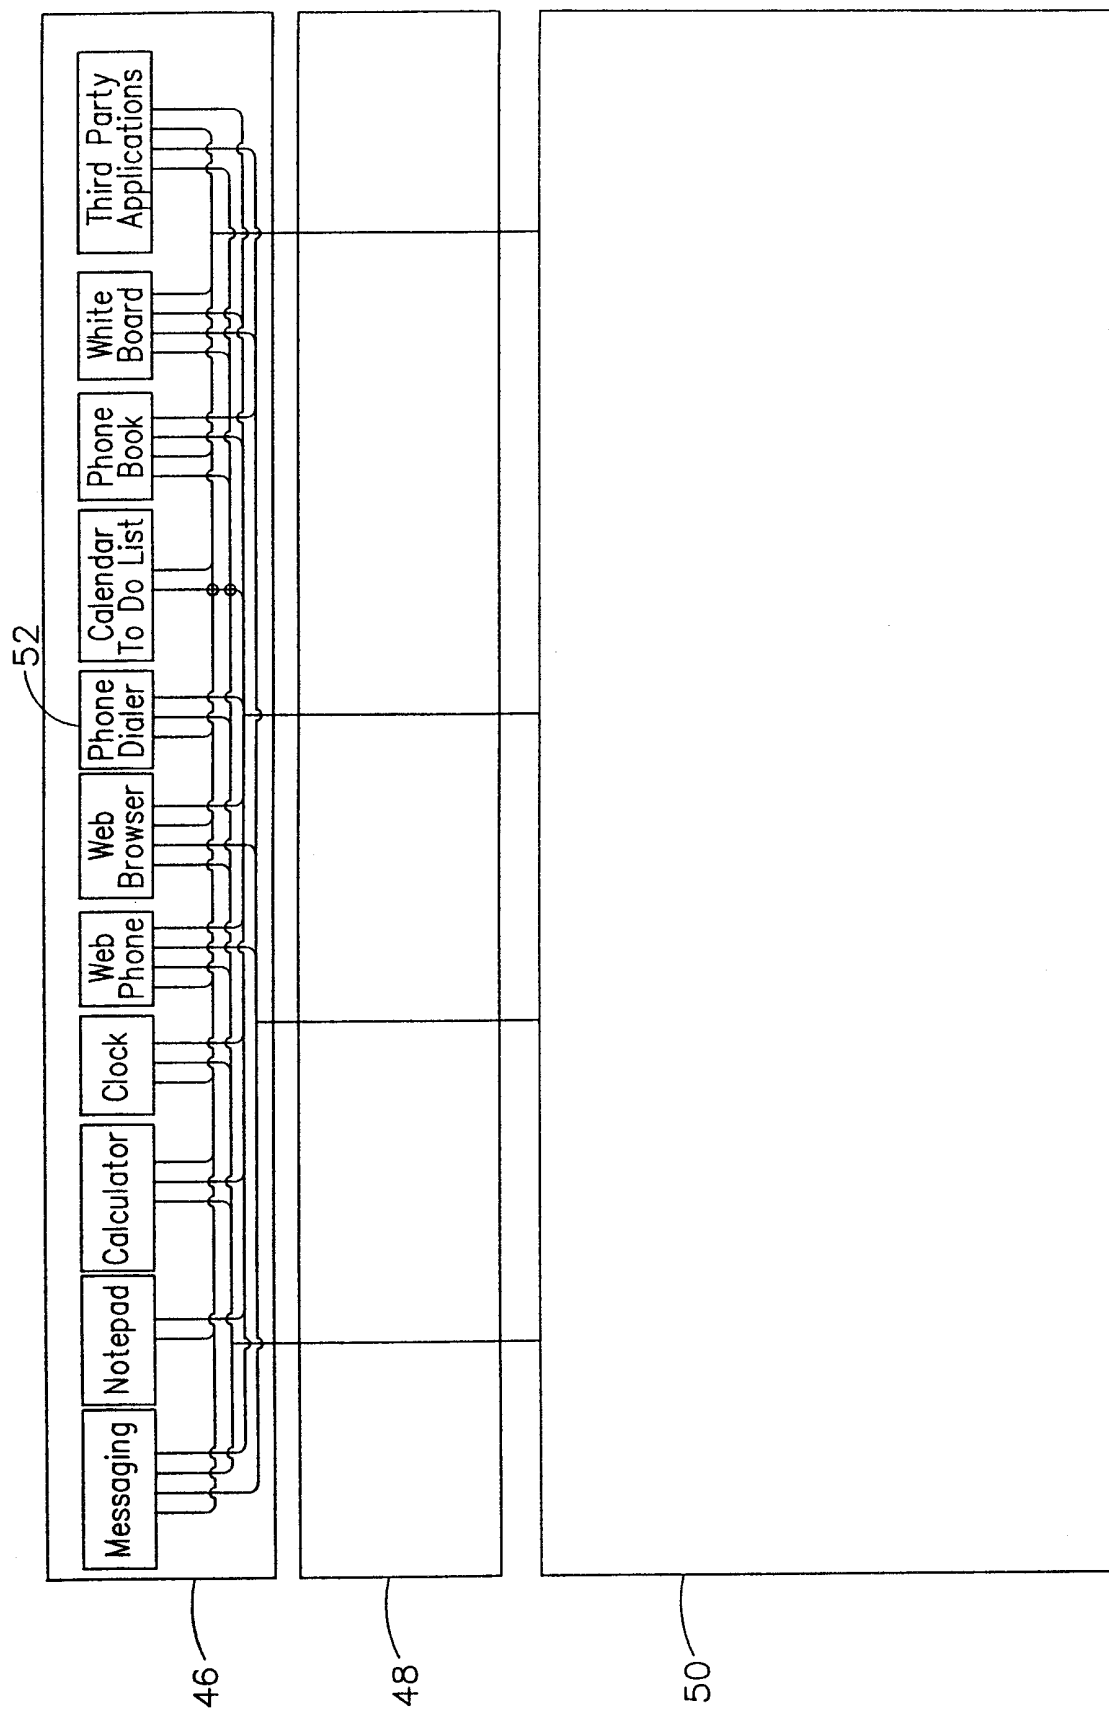 52
Messaging
Notepad
Calculator
Clock
Web
Phone
Web
Browser
Phone
Dialer
Calendar
To Do List
Phone
Book
White
Board
Third Party
Applications
46
48
50